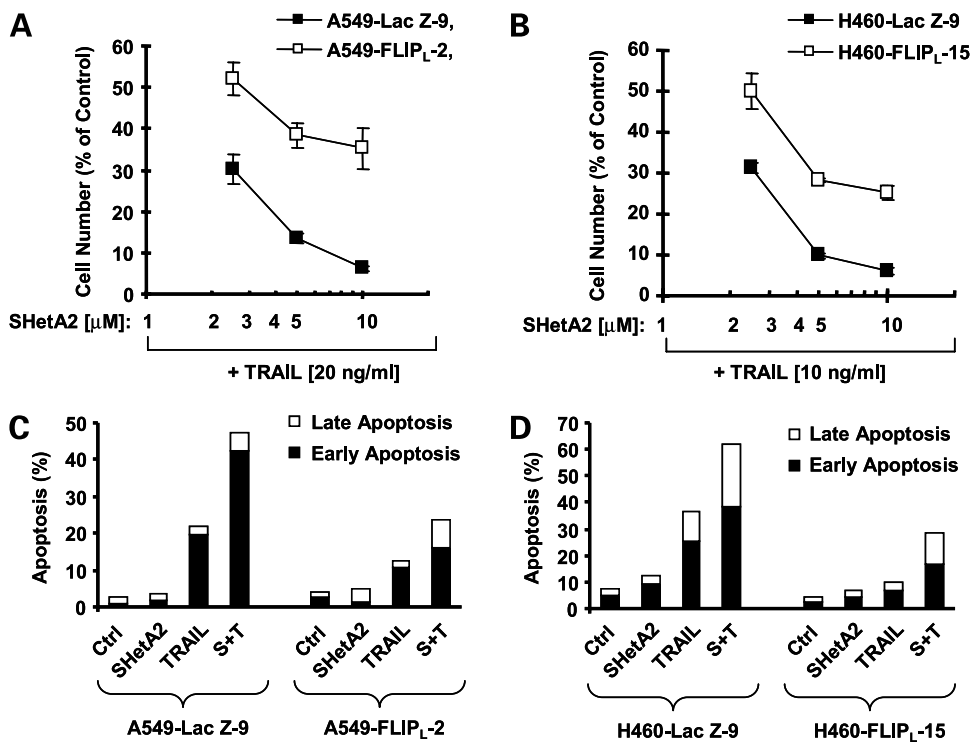 A
A549-Lac Z-9,
A549-FLIPL-2,
Cell Number (% of Control)
60
50
40
30
20
10
0
SHetA2 [μM]: 1 2 3 4 5 10
+ TRAIL [20 ng/ml]
B
H460-Lac Z-9
H460-FLIPL-15
Cell Number (% of Control)
60
50
40
30
20
10
0
SHetA2 [μM]: 1 2 3 4 5 10
+ TRAIL [10 ng/ml]
C
Late Apoptosis
Early Apoptosis
Apoptosis (%)
50
40
30
20
10
0
Ctrl SHetA2 TRAIL S+T Ctrl SHetA2 TRAIL S+T
A549-Lac Z-9 A549-FLIPL-2
D
Late Apoptosis
Early Apoptosis
Apoptosis (%)
70
60
50
40
30
20
10
0
Ctrl SHetA2 TRAIL S+T Ctrl SHetA2 TRAIL S+T
H460-Lac Z-9 H460-FLIPL-15